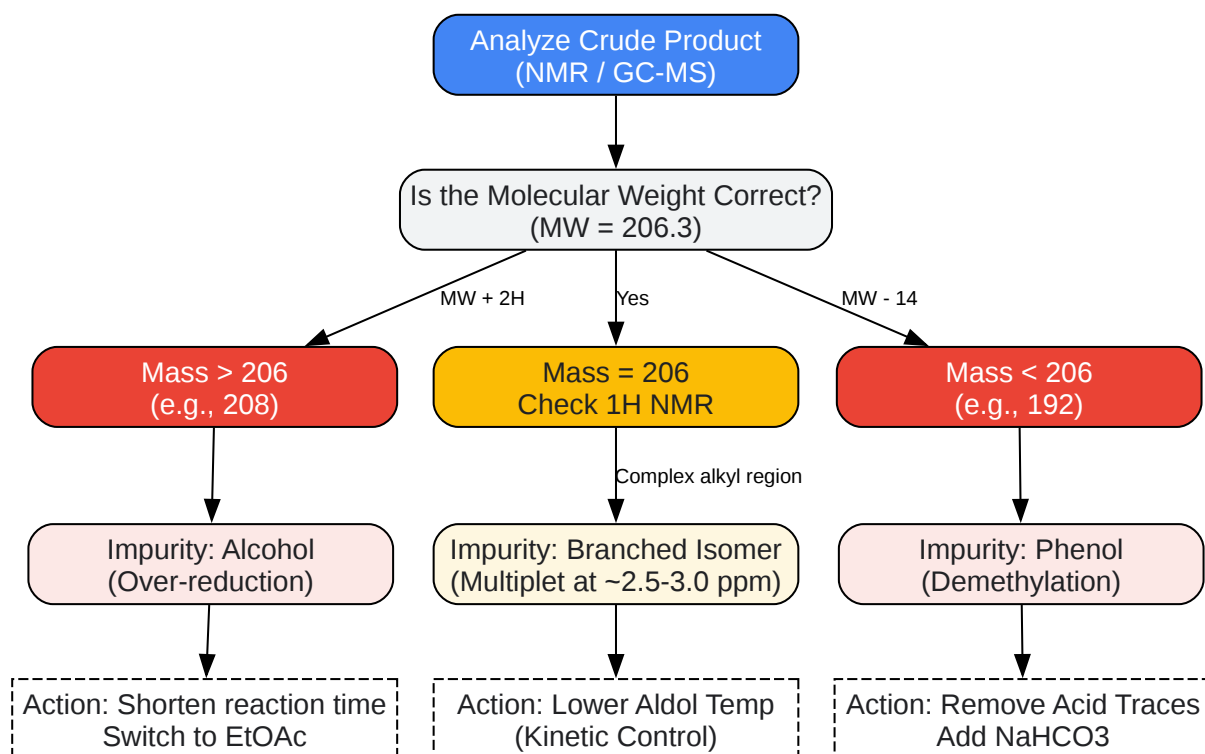 Analyze Crude Product
(NMR / GC-MS)
Is the Molecular Weight Correct?
(MW = 206.3)
MW + 2H
Yes
MW - 14
Mass > 206
(e.g., 208)
Mass = 206
Check 1H NMR
Mass < 206
(e.g., 192)
Complex alkyl region
Impurity: Alcohol
(Over-reduction)
Impurity: Branched Isomer
(Multiplet at ~2.5-3.0 ppm)
Impurity: Phenol
(Demethylation)
Action: Shorten reaction time
Switch to EtOAc
Action: Lower Aldol Temp
(Kinetic Control)
Action: Remove Acid Traces
Add NaHCO3